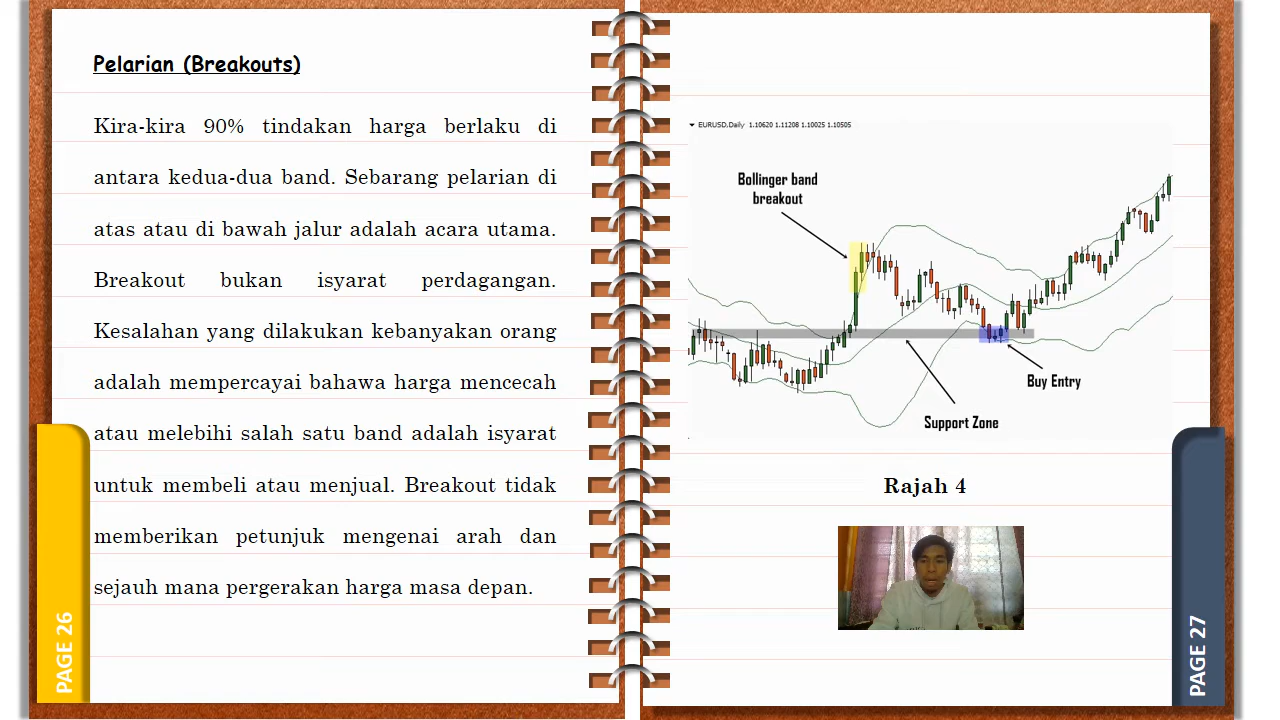 Pelarian (Breakouts)
Kira-kira 90% tindakan harga berlaku di
antara kedua-dua band. Sebarang pelarian di
atas atau di bawah jalur adalah acara utama.
Breakout bukan isyarat perdagangan.
Kesalahan yang dilakukan kebanyakan orang
adalah mempercayai bahawa harga mencecah
atau melebihi salah satu band adalah isyarat
untuk membeli atau menjual. Breakout tidak
memberikan petunjuk mengenai arah dan
sejauh mana pergerakan harga masa depan.
PAGE 26
EURUSD,Daily 1.10620 1.11208 1.10025 1.10505
Bollinger band
breakout
Buy Entry
Support Zone
Rajah 4
PAGE 27